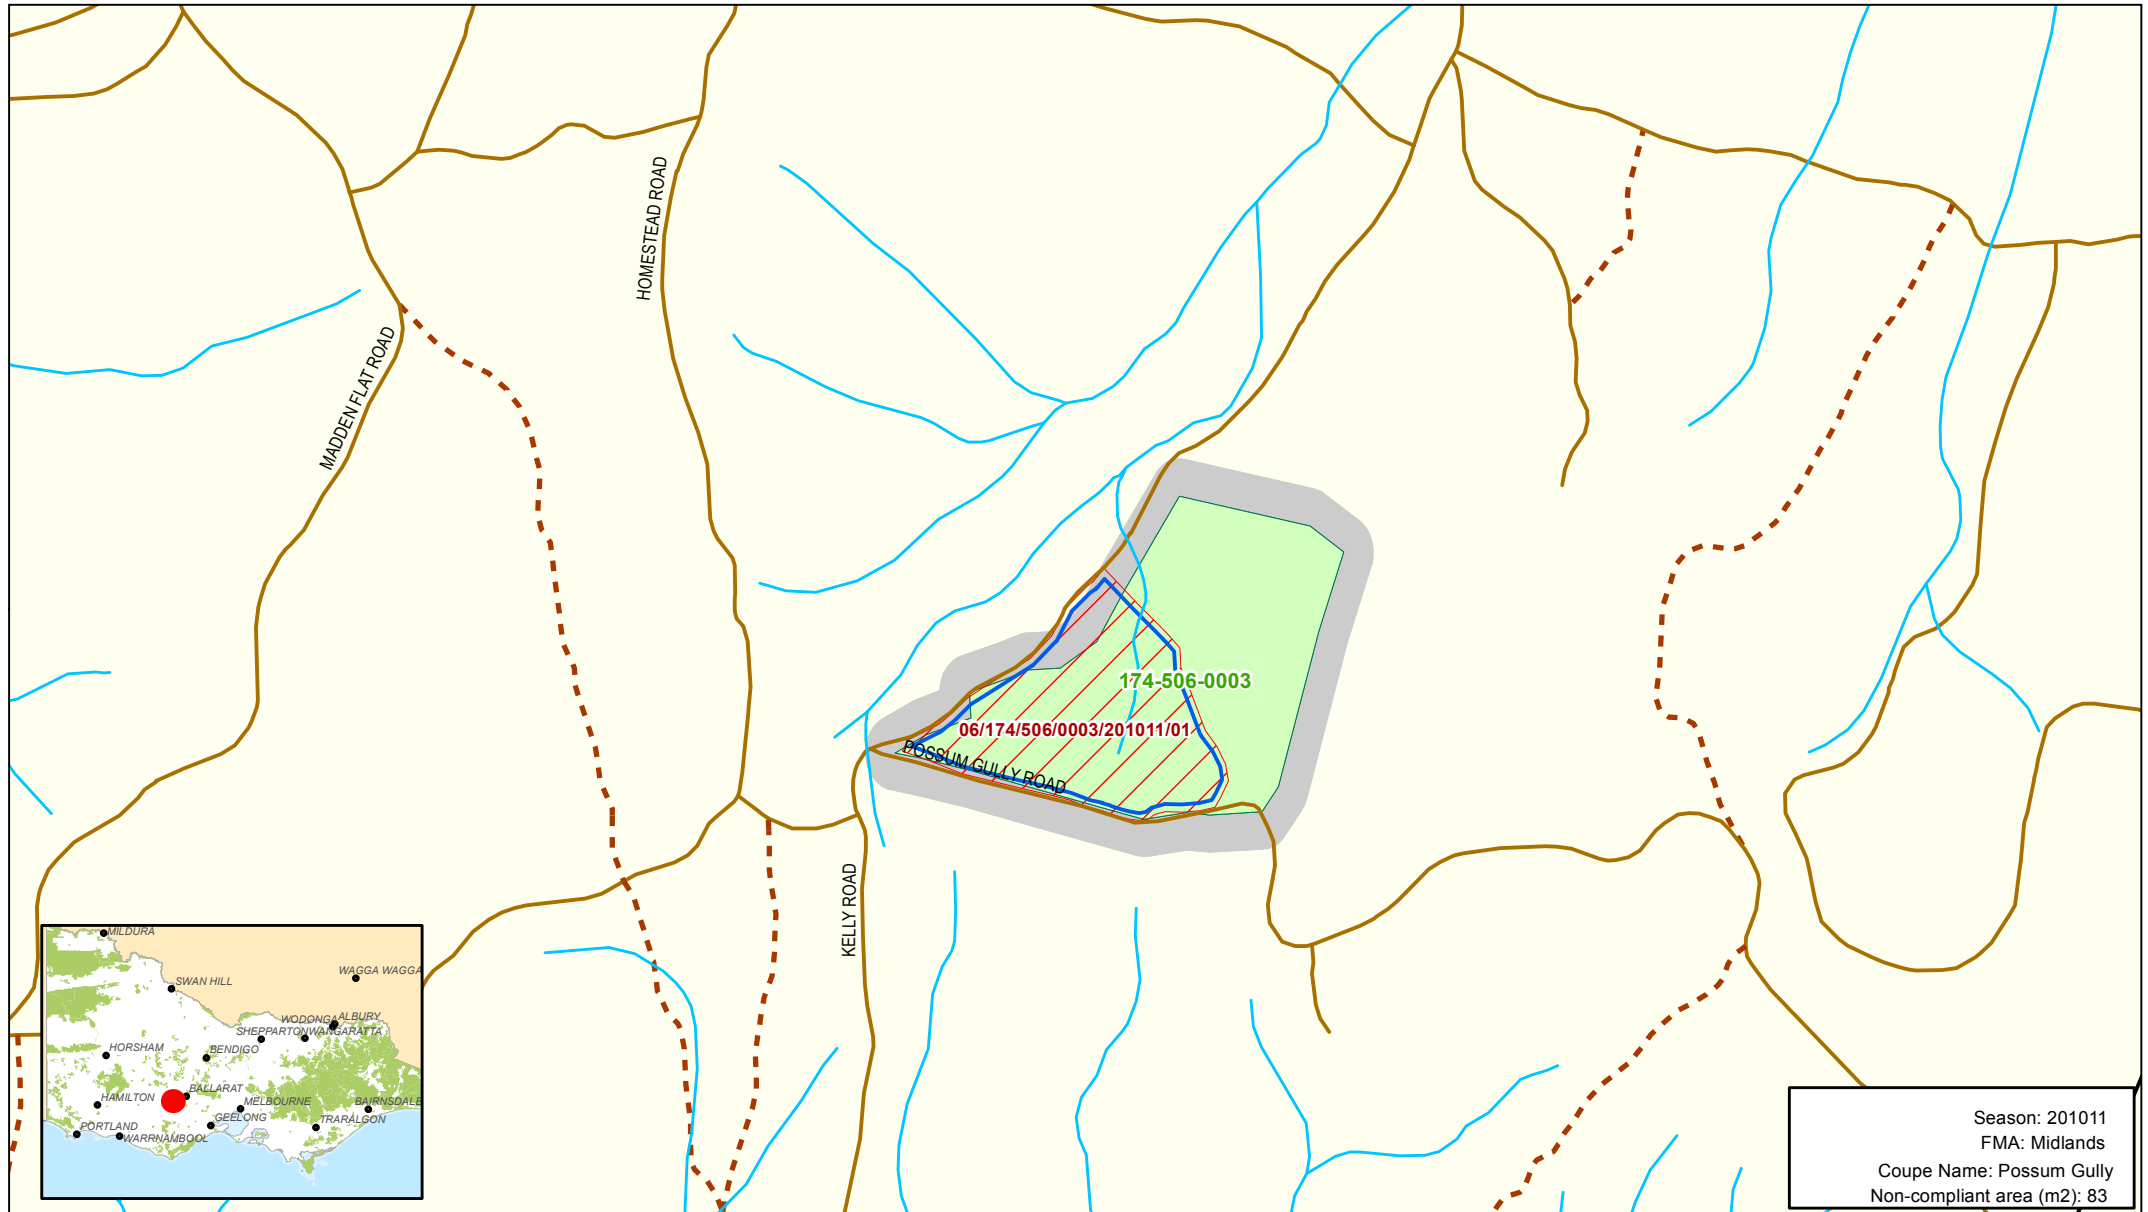 HOMESTEAD ROAD
MADDEN FLAT ROAD
174-506-0003
06/174/506/0003/201011/01
POSSUM GULLY ROAD
KELLY ROAD
MILDURA
SWAN HILL
WAGGA WAGGA
WODONGA
ALBURY
SHEPPARTON
WANGARATTA
HORSHAM
BENDIGO
BALLARAT
HAMILTON
MELBOURNE
BAIRNSDALE
GEELONG
TRARALGON
PORTLAND
WARRNAMBOOL
Season: 201011
FMA: Midlands
Coupe Name: Possum Gully
Non-compliant area (m2): 83